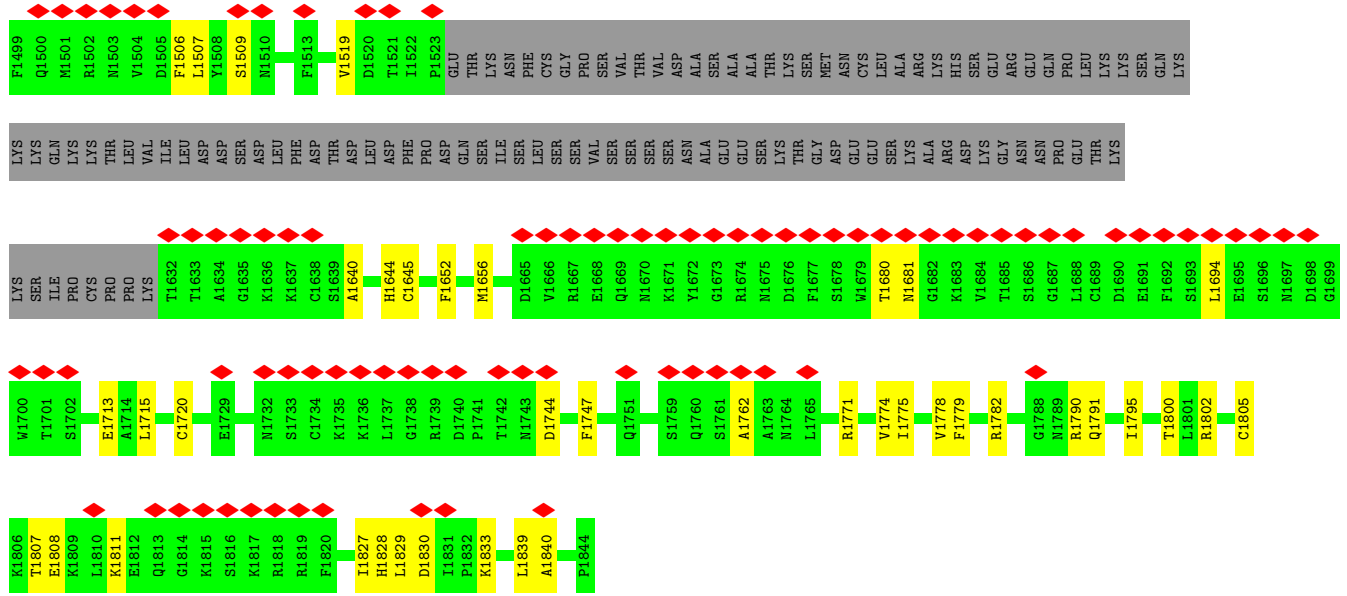 F1499 Q1500 M1501 R1502 N1503 V1504 D1505 F1506 L1507 Y1508 S1509 N1510 F1513 V1519 D1520 T1521 I1522 P1523 GLU THR LYS ASN PHE CYS GLY PRO SER VAL THR VAL ASP ALA SER ALA ALA THR LYS SER MET ASN CYS LEU ALA ARG LYS HIS SER GLU ARG GLU GLN PRO LEU LYS LYS SER GLN LYS
LYS LYS GLN LYS LYS THR LEU VAL ILE LEU ASP ASP SER ASP LEU PHE ASP THR ASP LEU ASP PHE PRO ASP GLN SER ILE SER LEU SER SER VAL SER SER SER SER ASN ALA GLU GLU SER LYS THR GLY ASP GLU GLU SER LYS ALA ARG ASP LYS GLY ASN ASN PRO GLU THR LYS
LYS SER ILE PRO CYS PRO PRO LYS T1632 T1633 A1634 G1635 K1636 K1637 C1638 S1639 A1640 H1644 C1645 F1652 M1656 D1665 V1666 R1667 E1668 Q1669 N1670 K1671 Y1672 G1673 R1674 N1675 D1676 F1677 S1678 W1679 T1680 N1681 G1682 K1683 V1684 T1685 S1686 G1687 L1688 C1689 D1690 E1691 F1692 S1693 L1694 E1695 S1696 N1697 D1698 G1699
W1700 T1701 S1702 E1713 A1714 L1715 C1720 E1729 N1732 S1733 C1734 K1735 K1736 L1737 G1738 R1739 D1740 P1741 T1742 N1743 D1744 F1747 Q1751 S1759 Q1760 S1761 A1762 A1763 N1764 L1765 R1771 V1774 I1775 V1778 F1779 R1782 G1788 N1789 R1790 Q1791 I1795 T1800 L1801 R1802 C1805
K1806 T1807 E1808 K1809 L1810 K1811 E1812 Q1813 G1814 K1815 S1816 K1817 R1818 R1819 F1820 I1827 H1828 L1829 D1830 I1831 P1832 K1833 L1839 A1840 P1844